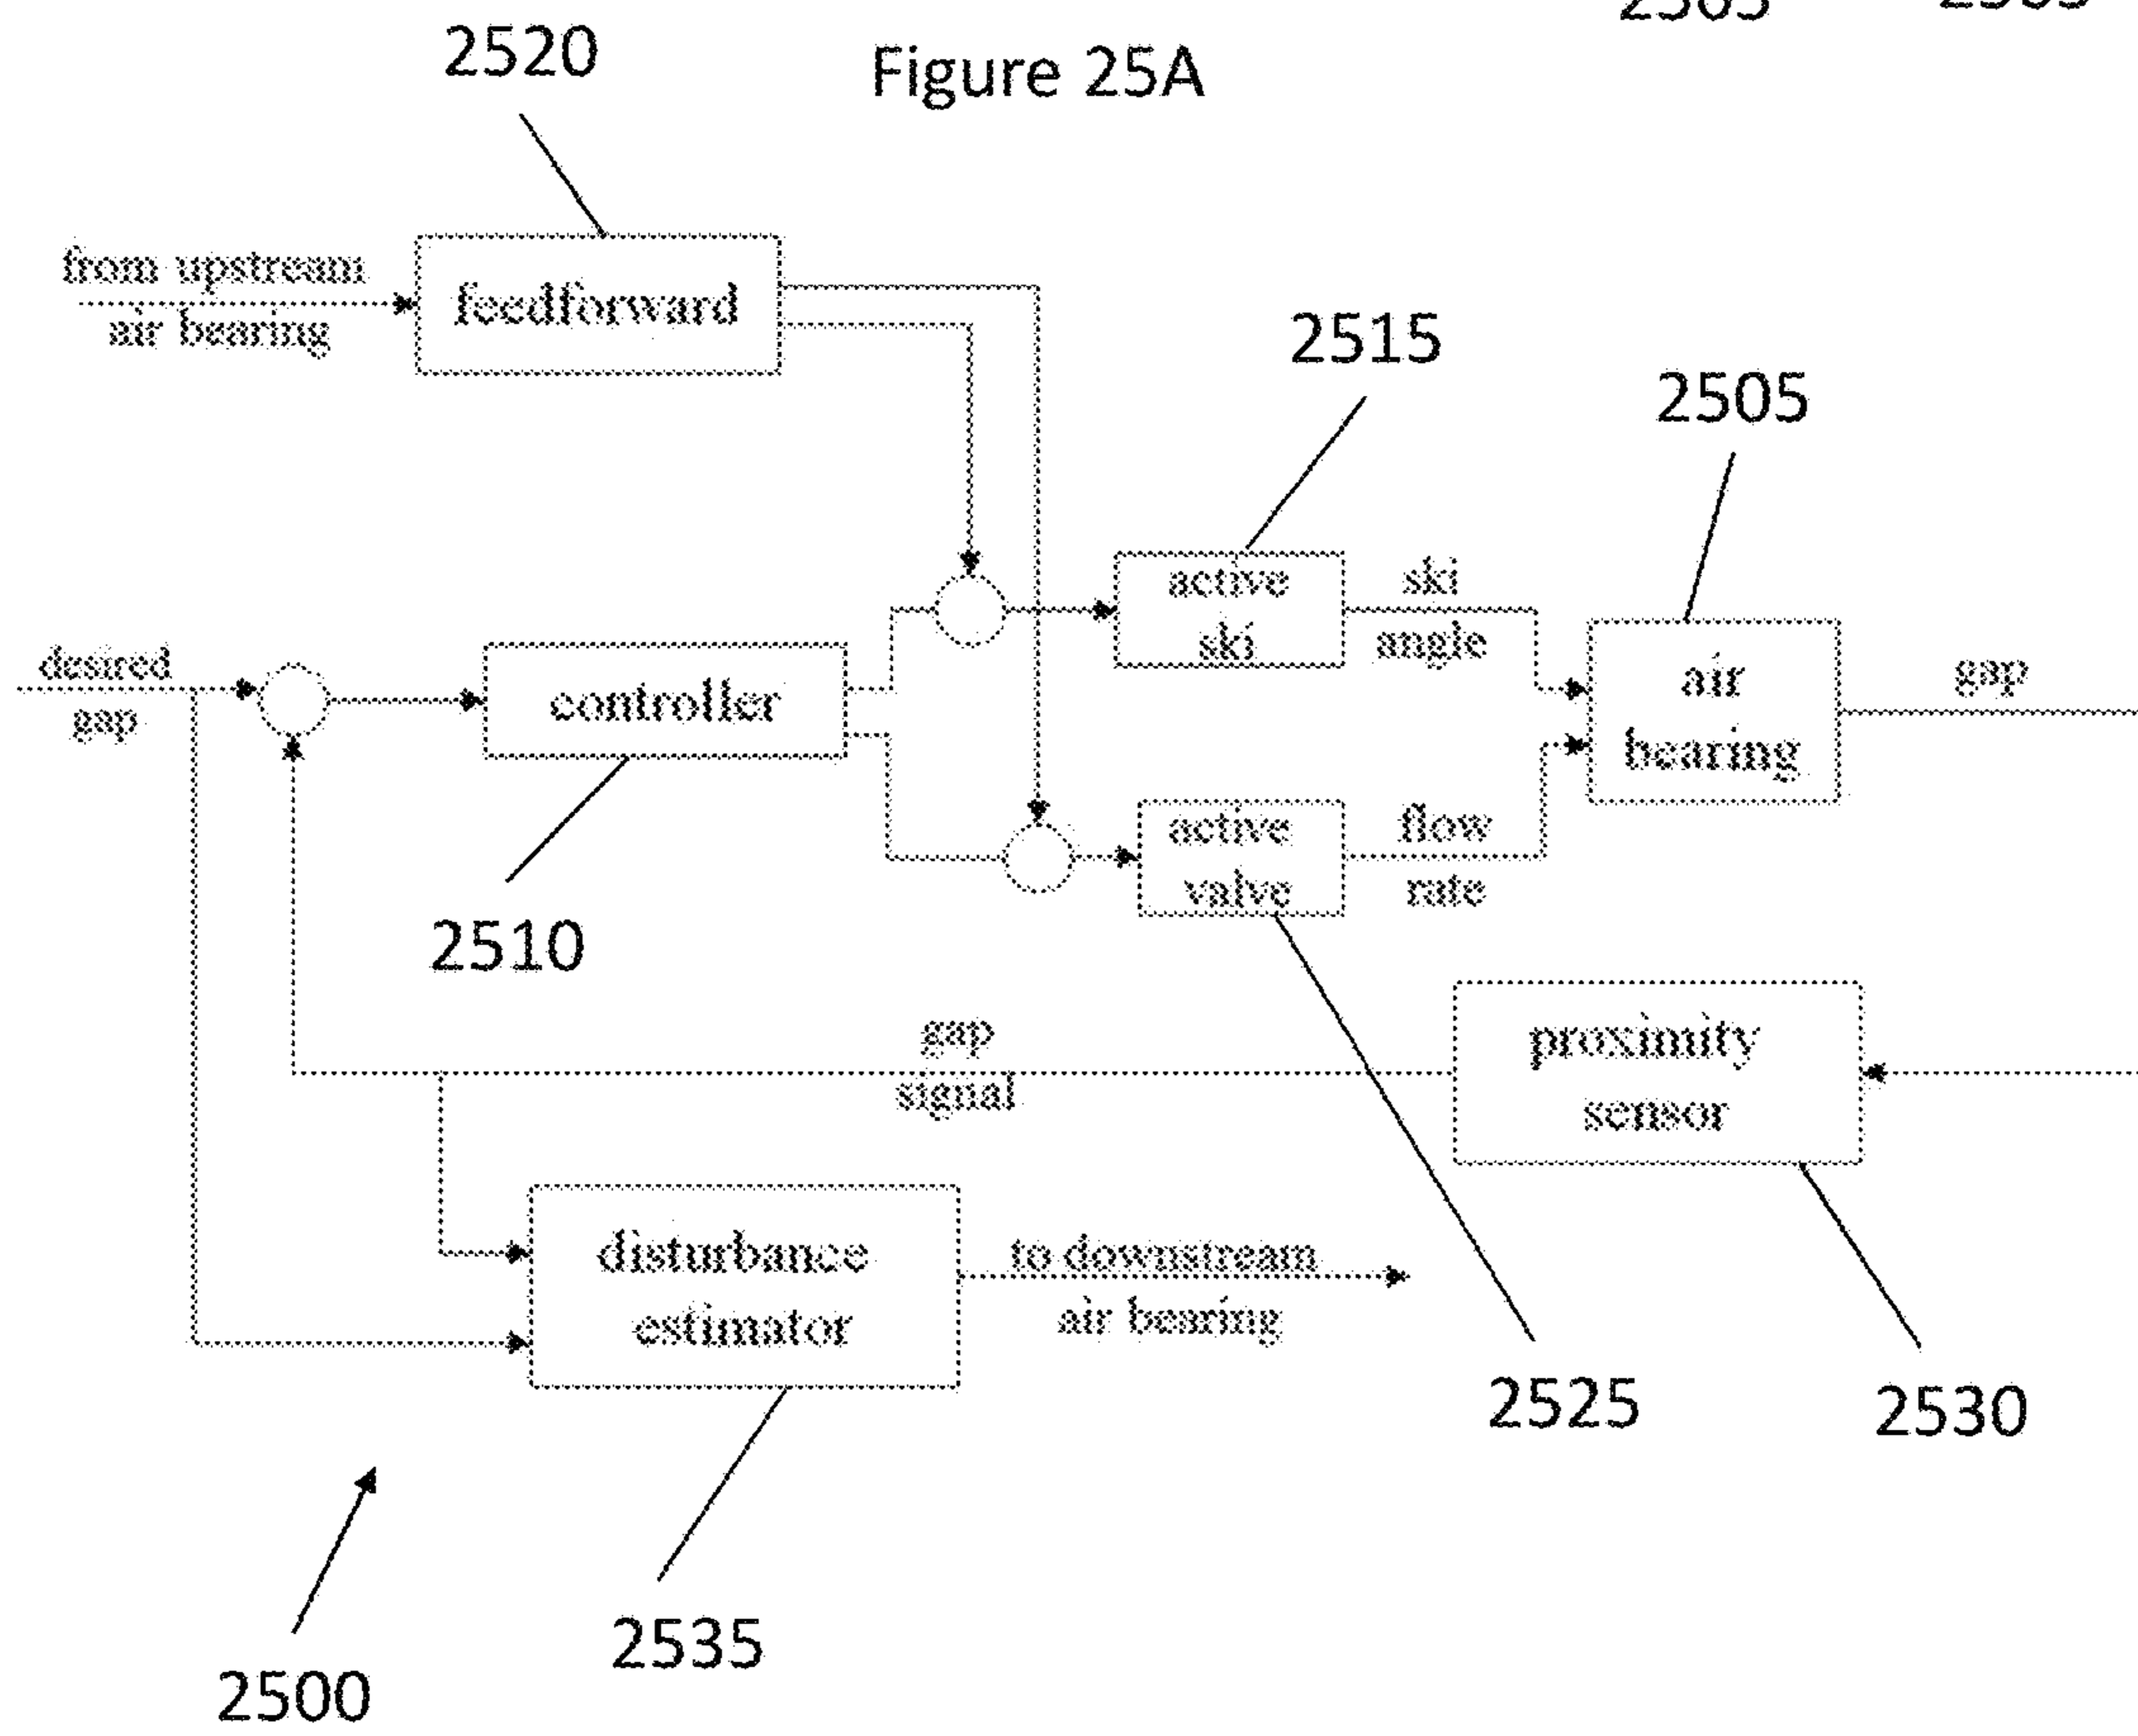 2520
Figure 25A
from upstream
air bearing
feedforward
2515
2505
desired
gap
controller
active
ski
ski
angle
air
bearing
gap
active
valve
flow
rate
2510
gap
signal
proximity
sensor
disturbance
estimator
to downstream
air bearing
2525
2530
2535
2500